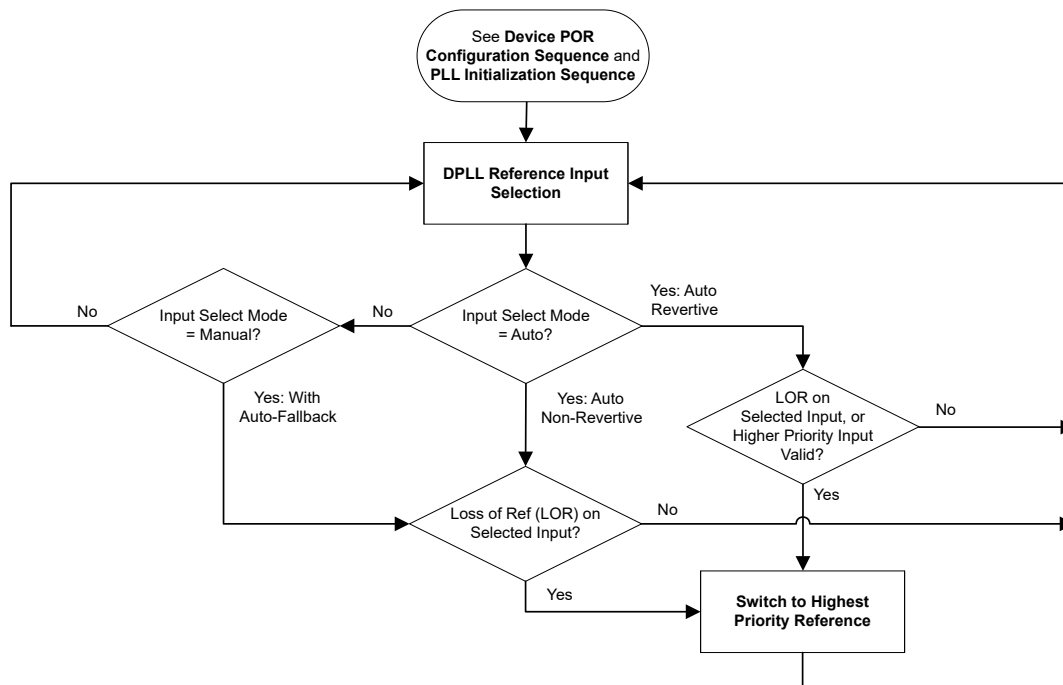 See Device POR
Configuration Sequence and
PLL Initialization Sequence
DPLL Reference Input
Selection
No
Input Select Mode
= Manual?
No
Input Select Mode
= Auto?
Yes: Auto
Revertive
Yes: With
Auto-Fallback
Yes: Auto
Non-Revertive
LOR on
Selected Input, or
Higher Priority Input
Valid?
No
Yes
Loss of Ref (LOR) on
Selected Input?
No
Yes
Switch to Highest
Priority Reference